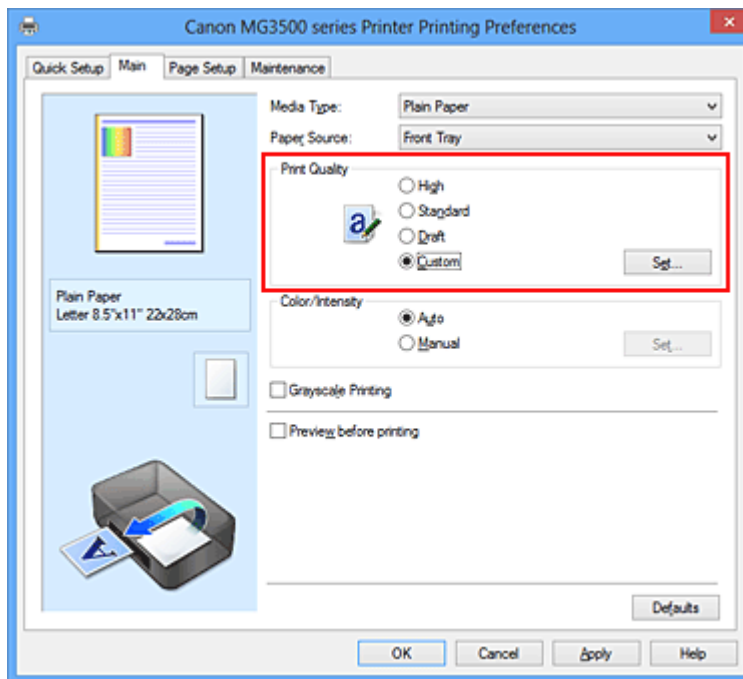 Canon MG3500 series Printer Printing Preferences
Quick Setup Main Page Setup Maintenance
Media Type: Plain Paper
Paper Source: Front Tray
Print Quality
High
a Standard
Draft
Custom Set...
Plain Paper
Letter 8.5"x11" 22x28cm
Color/Intensity
Auto
Manual Set...
Grayscale Printing
Preview before printing
A
Defaults
OK Cancel Apply Help